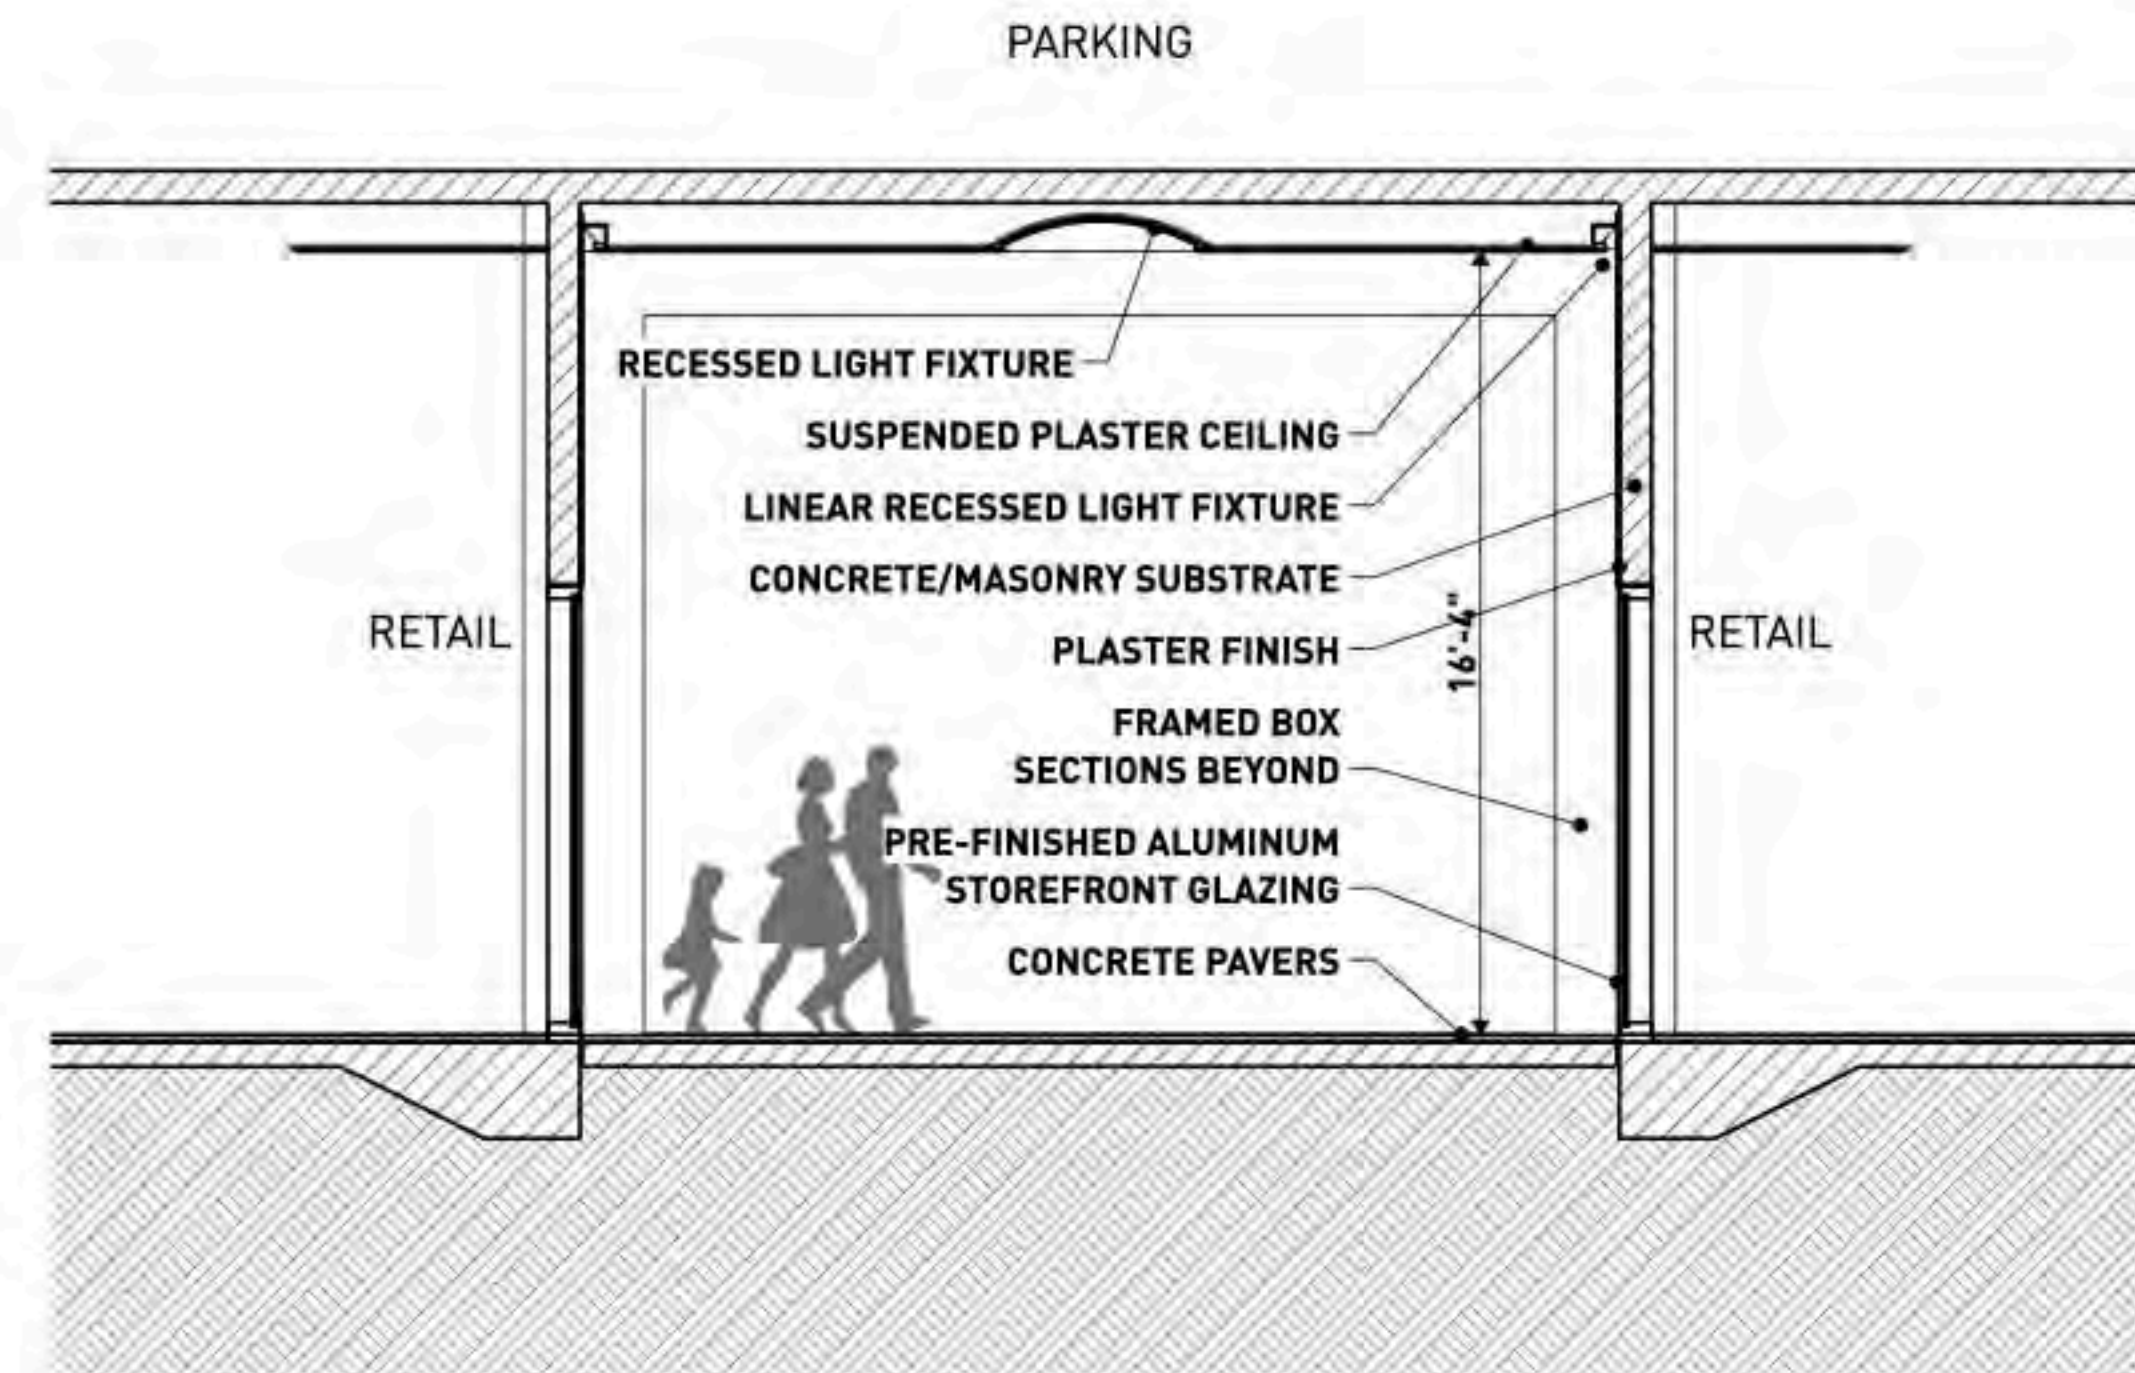 PARKING
RECESSED LIGHT FIXTURE
SUSPENDED PLASTER CEILING
LINEAR RECESSED LIGHT FIXTURE
CONCRETE/MASONRY SUBSTRATE
16'-4"
RETAIL
RETAIL
PLASTER FINISH
FRAMED BOX
SECTIONS BEYOND
PRE-FINISHED ALUMINUM
STOREFRONT GLAZING
CONCRETE PAVERS